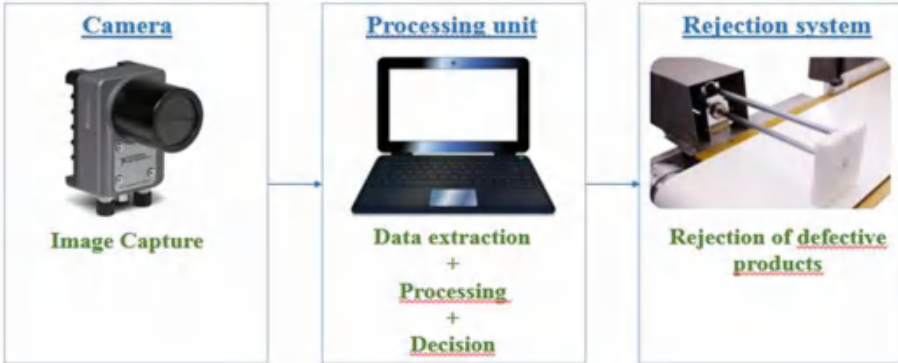 Camera
Image Capture
Processing unit
Data extraction
+
Processing
+
Decision
Rejection system
Rejection of defective
products